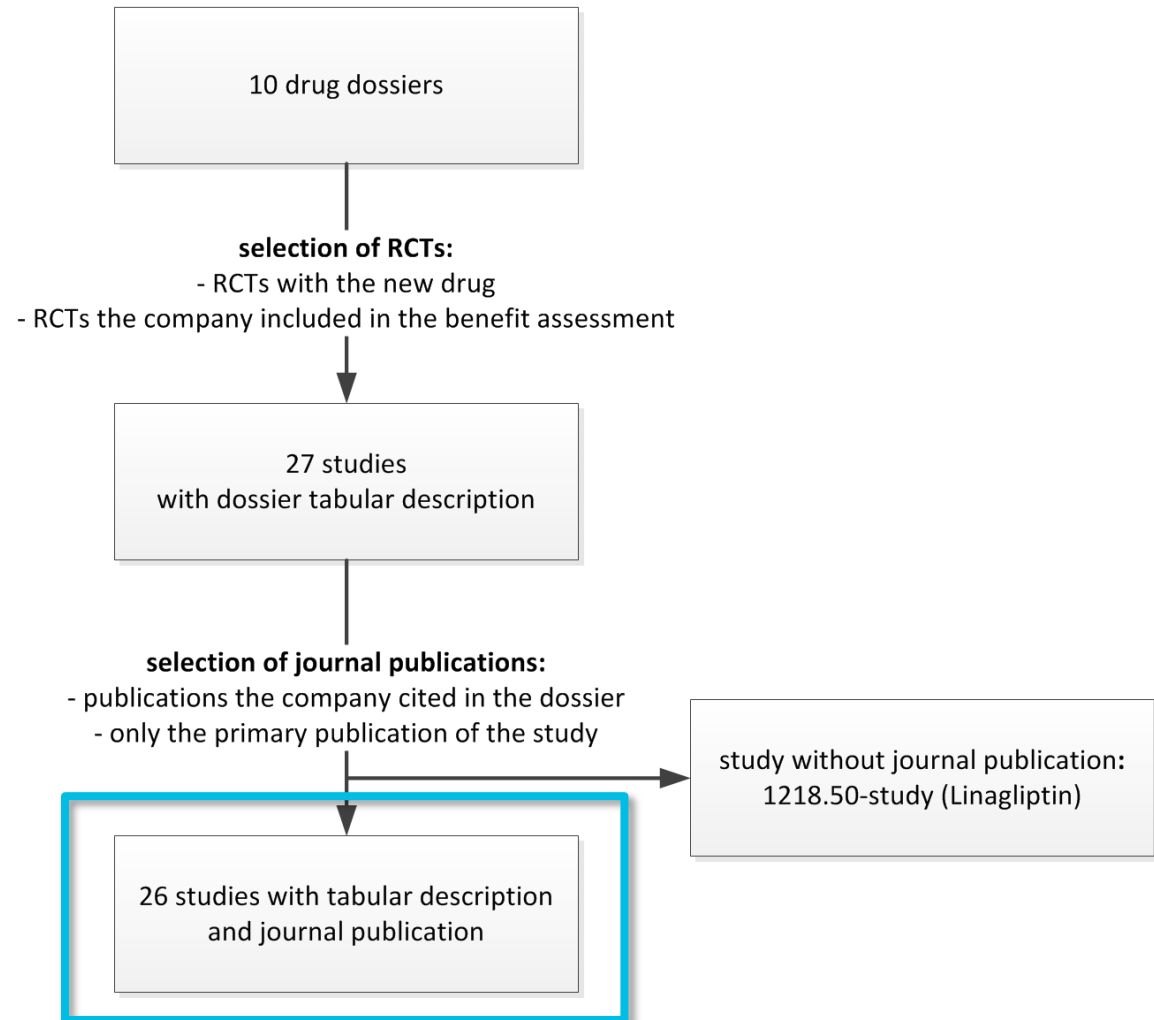 10 drug dossiers
selection of RCTs:
- RCTs with the new drug
- RCTs the company included in the benefit assessment
27 studies
with dossier tabular description
selection of journal publications:
- publications the company cited in the dossier
- only the primary publication of the study
study without journal publication:
1218.50-study (Linagliptin)
26 studies with tabular description
and journal publication